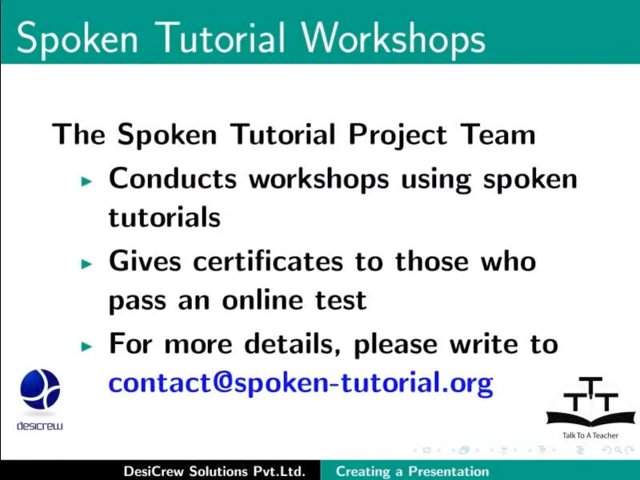 Spoken Tutorial Workshops
The Spoken Tutorial Project Team
Conducts workshops using spoken
tutorials
Gives certificates to those who
pass an online test
For more details, please write to
contact@spoken-tutorial.org
desicrew
TTT
Talk To A Teacher
DesiCrew Solutions Pvt.Ltd.
Creating a Presentation